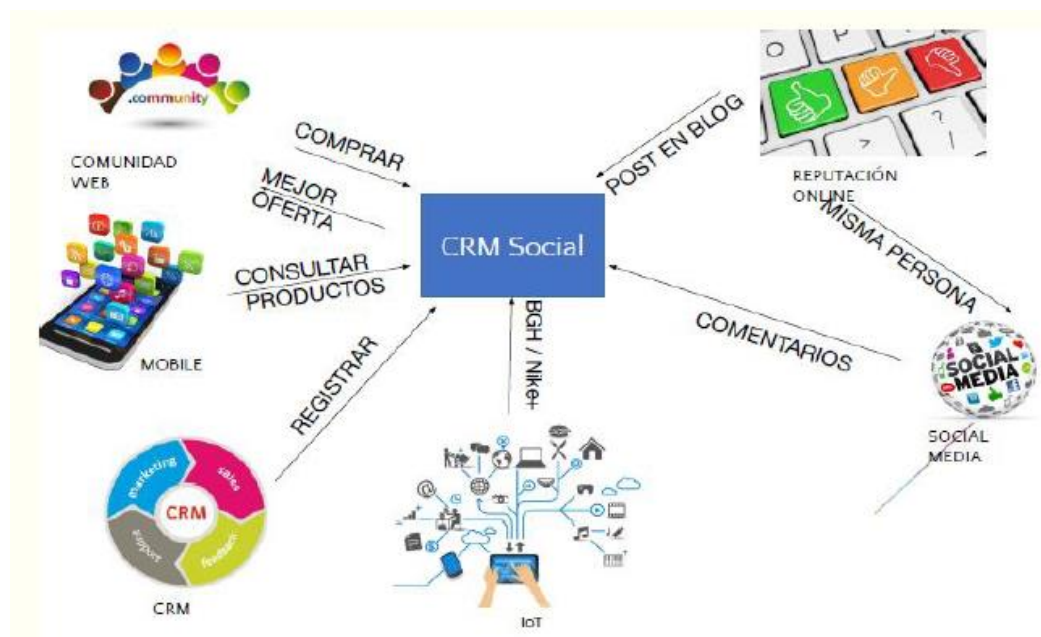 .community
COMUNIDAD
WEB
COMPRAR
MEJOR
OFERTA
CONSULTAR
PRODUCTOS
MOBILE
REGISTRAR
CRM Social
BGH / Nike+
POST EN BLOG
REPUTACIÓN
ONLINE
MISMA PERSONA
COMENTARIOS
SOCIAL
MEDIA
SOCIAL
MEDIA
marketing
sales
CRM
support
CRM
IoT